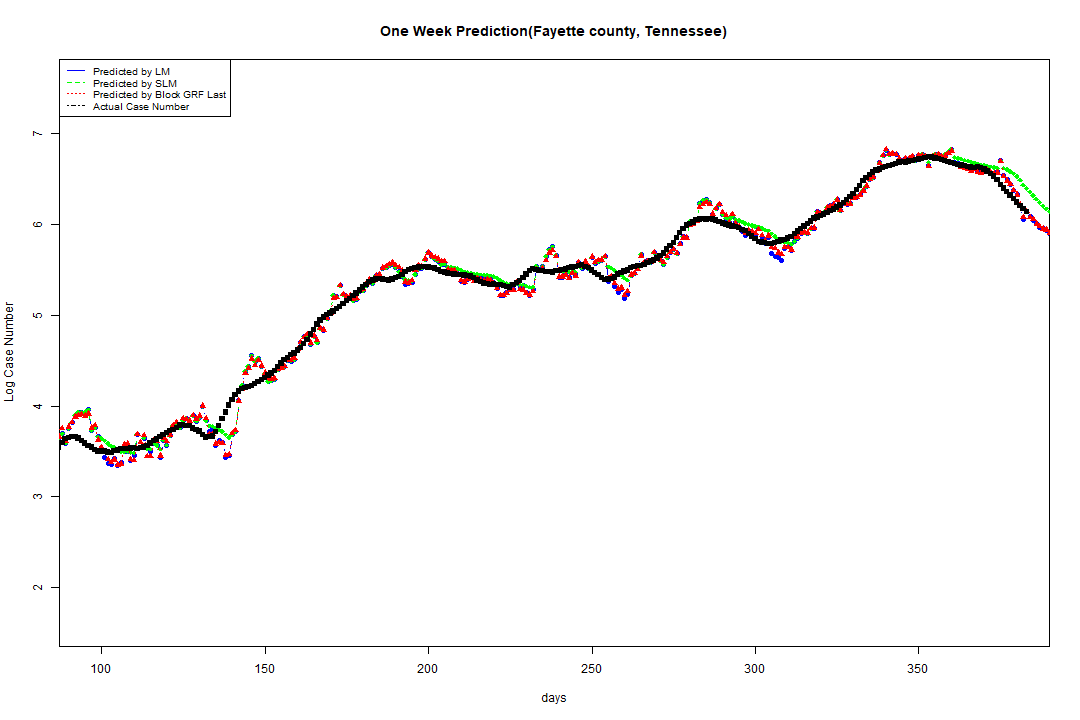 One Week Prediction(Fayette county, Tennessee)
Predicted by LM
Predicted by SLM
Predicted by Block GRF Last
Actual Case Number
7
6
5
4
3
2
Log Case Number
100 150 200 250 300 350
days